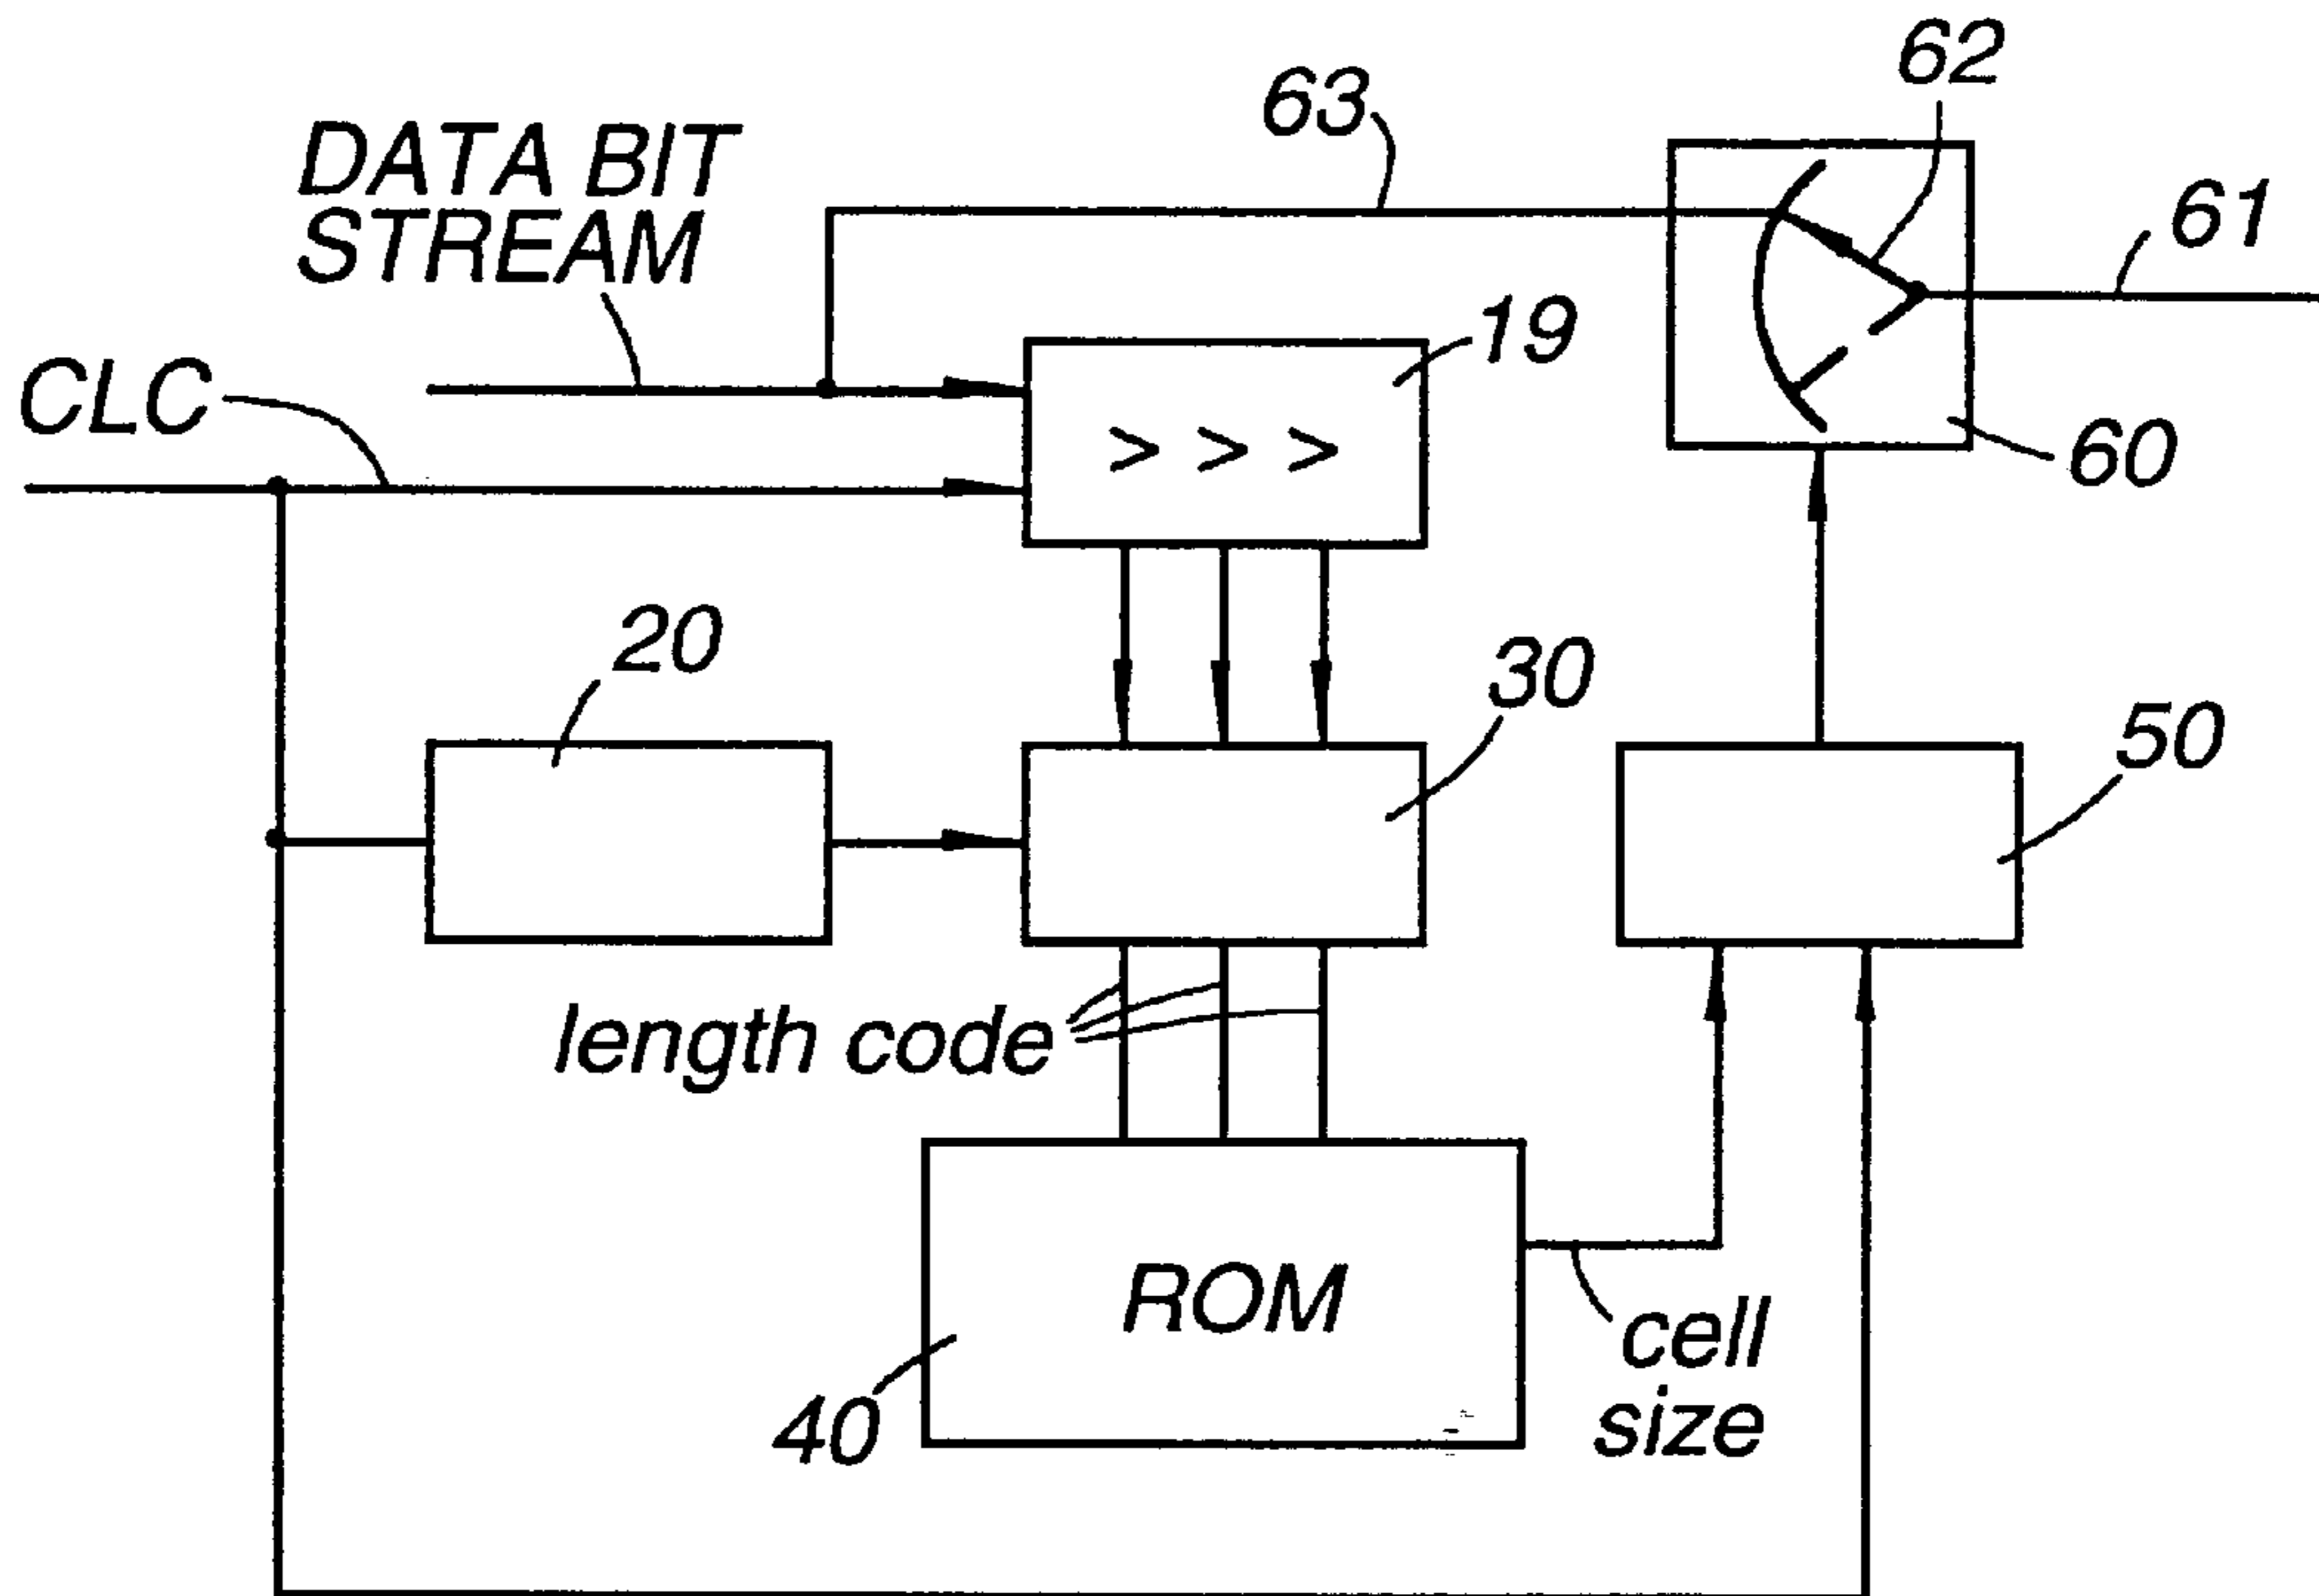 62
63
DATA BIT
STREAM
61
19
CLC
> > >
60
20
30
50
length code
ROM
cell
size
40